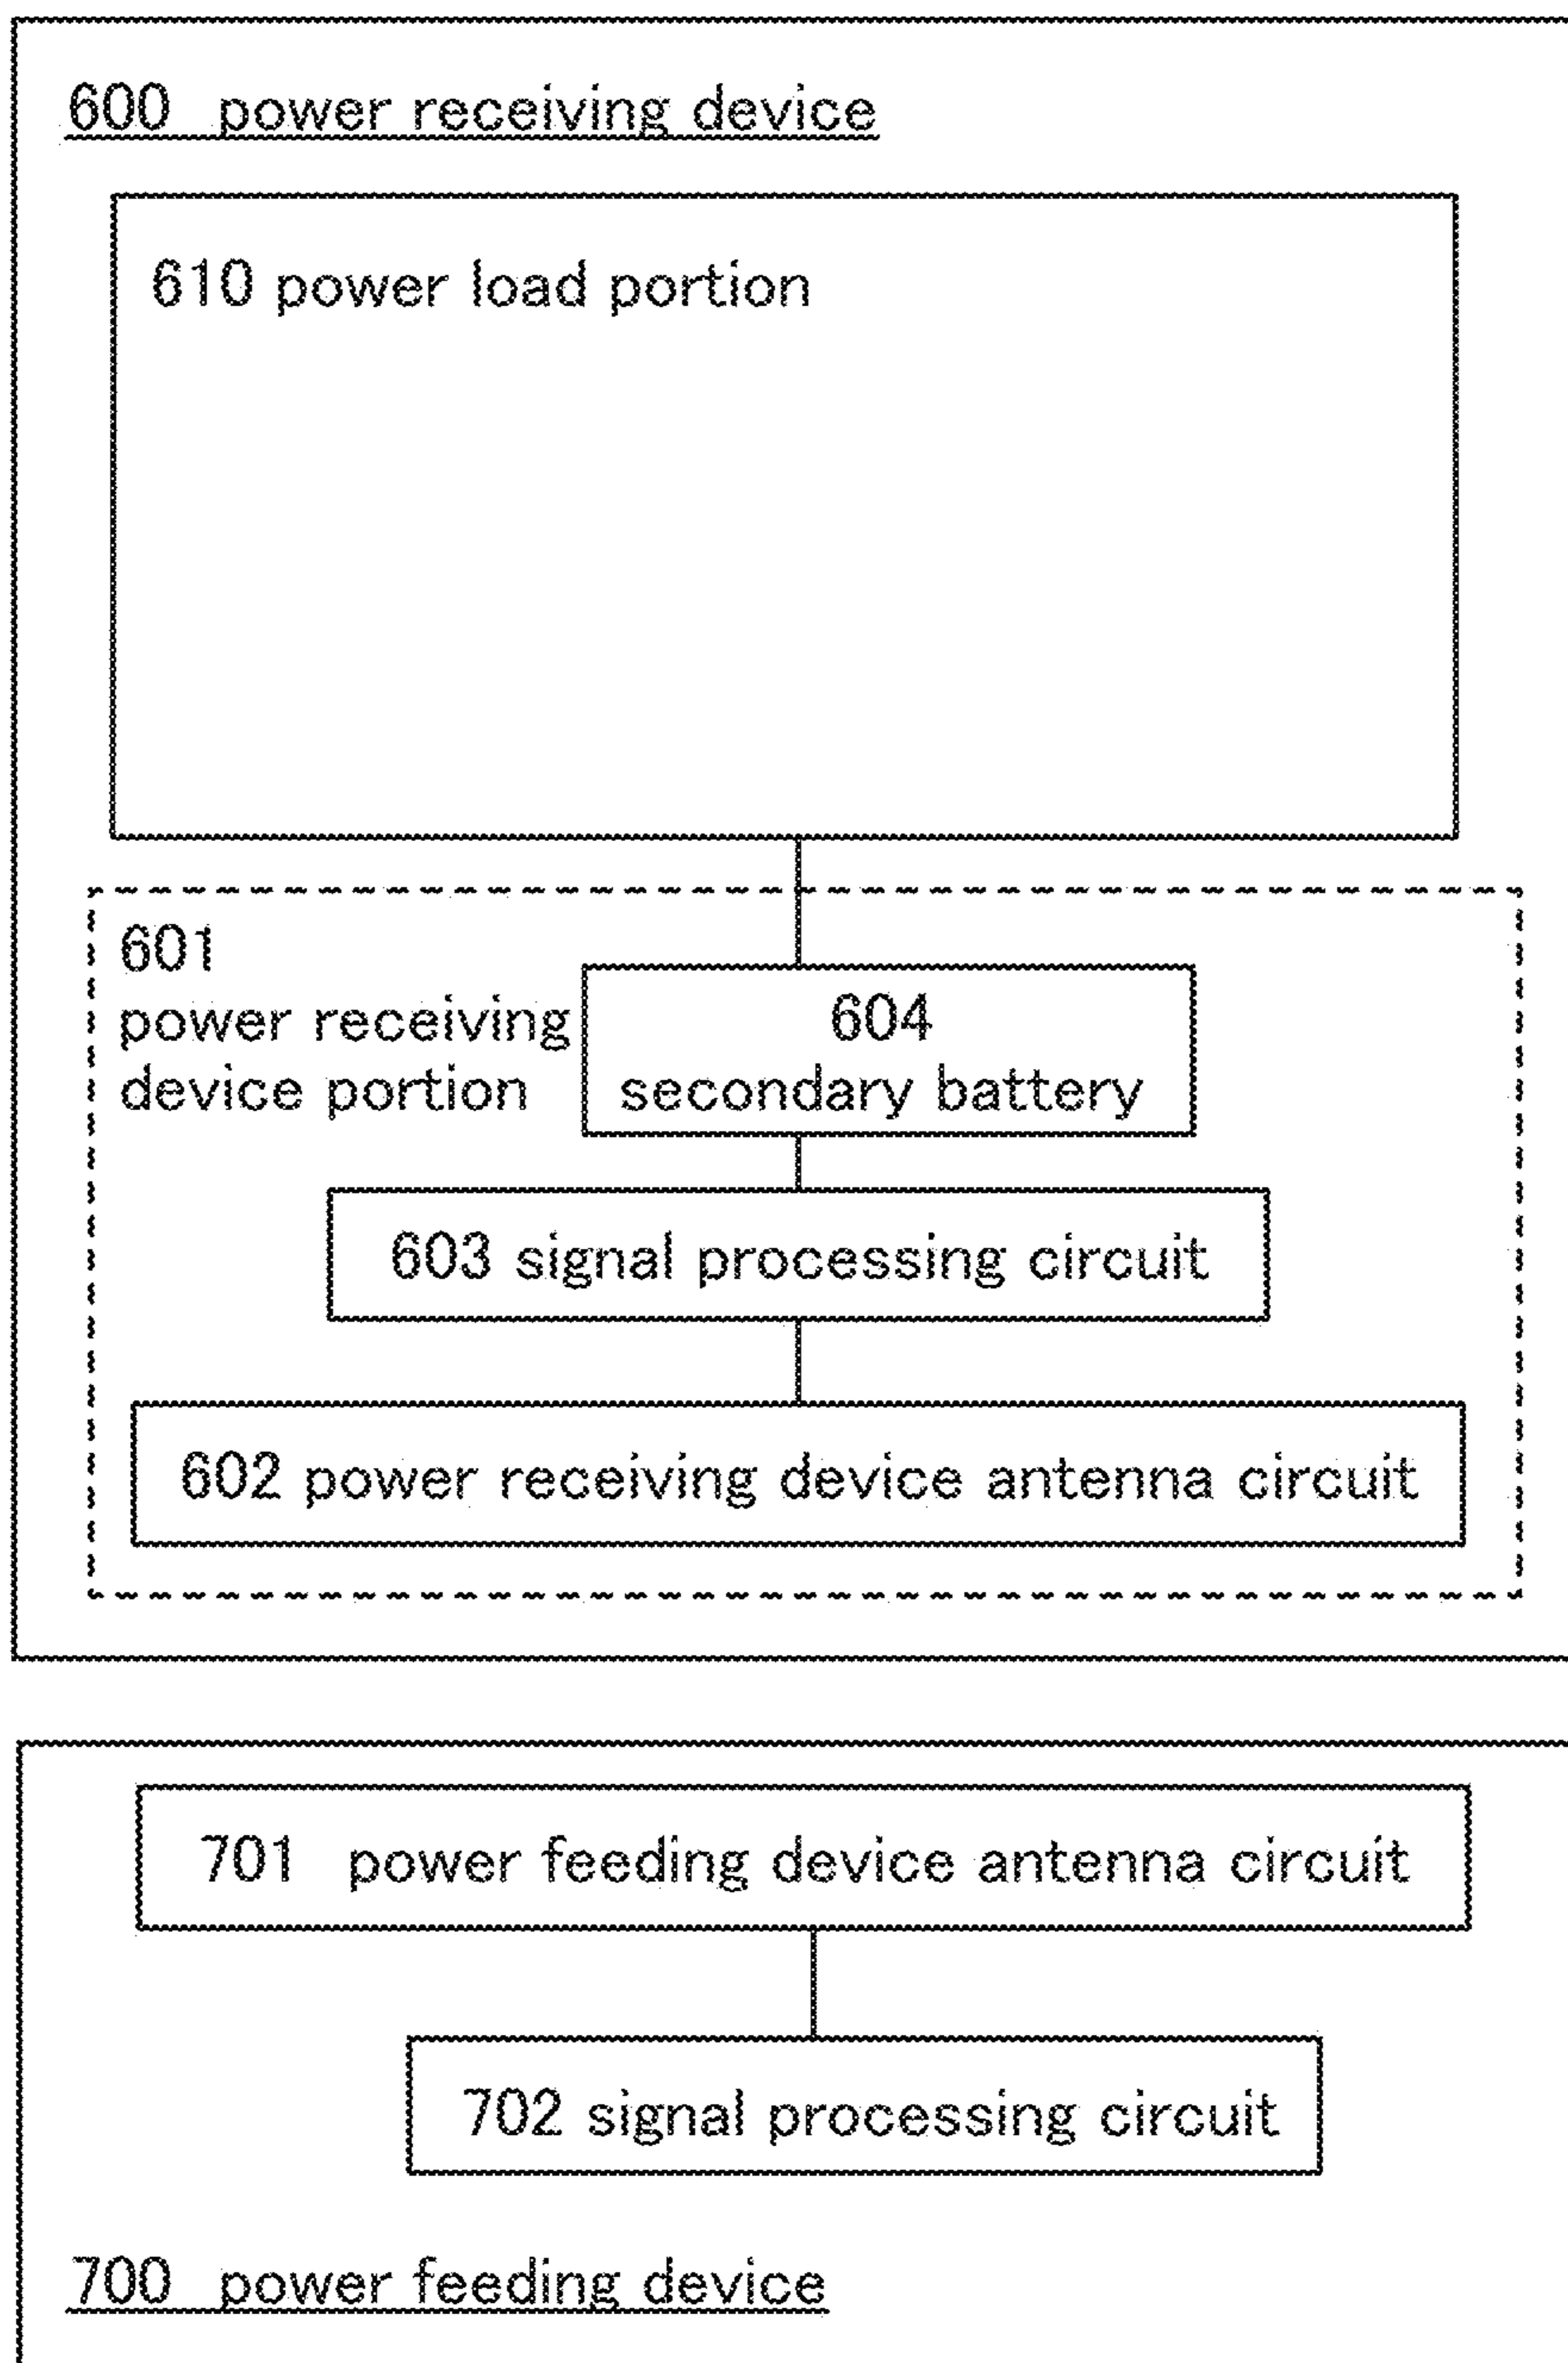 600 power receiving device
610 power load portion
601
power receiving
device portion
604
secondary battery
603 signal processing circuit
602 power receiving device antenna circuit
701 power feeding device antenna circuit
702 signal processing circuit
700 power feeding device